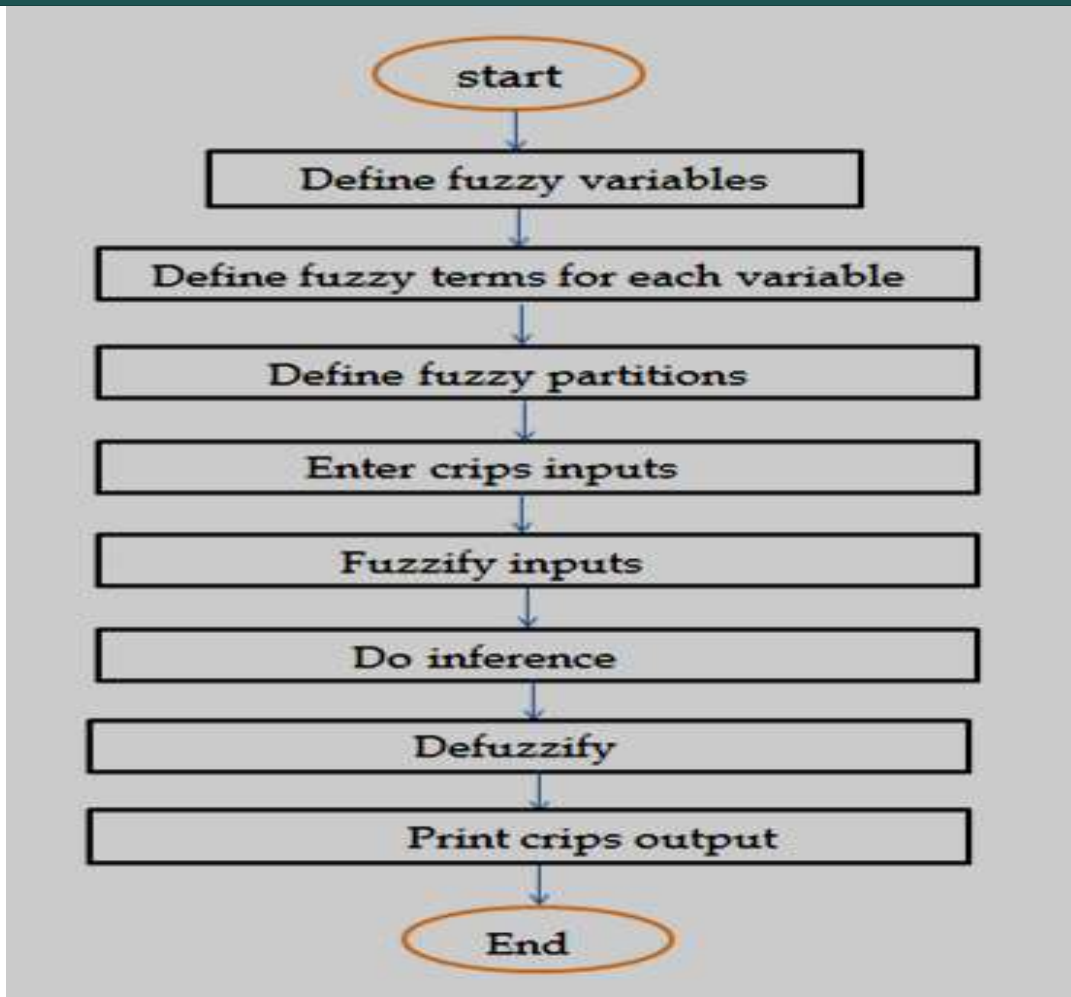 start
Define fuzzy variables
Define fuzzy terms for each variable
Define fuzzy partitions
Enter crips inputs
Fuzzify inputs
Do inference
Defuzzify
Print crips output
End